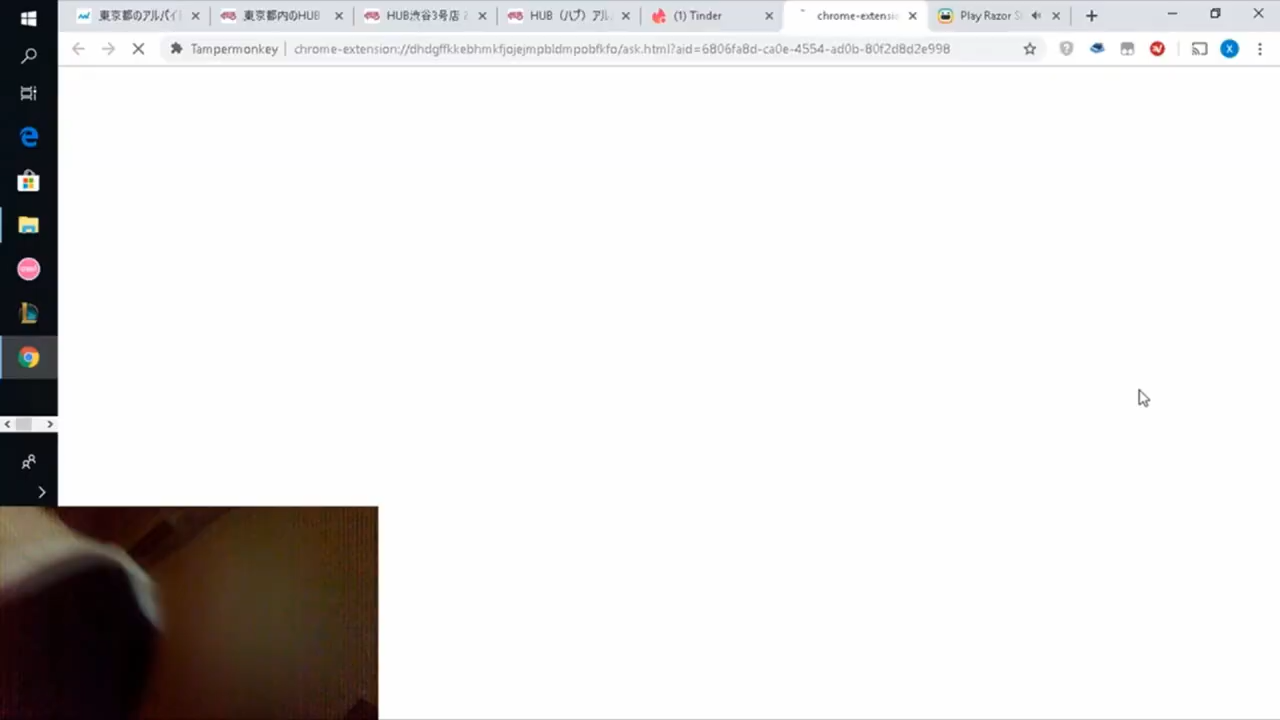 東京都のアルバイ
東京都内のHUB
HUB渋谷3号店
HUB（ハブ）アル
(1) Tinder
chrome-extensio
Play Razor S
Tampermonkey
chrome-extension://dhdgffkkebhmkfjojejmpbldmpobfkfo/ask.html?aid=6806fa8d-ca0e-4554-ad0b-80f2d8d2e998
X